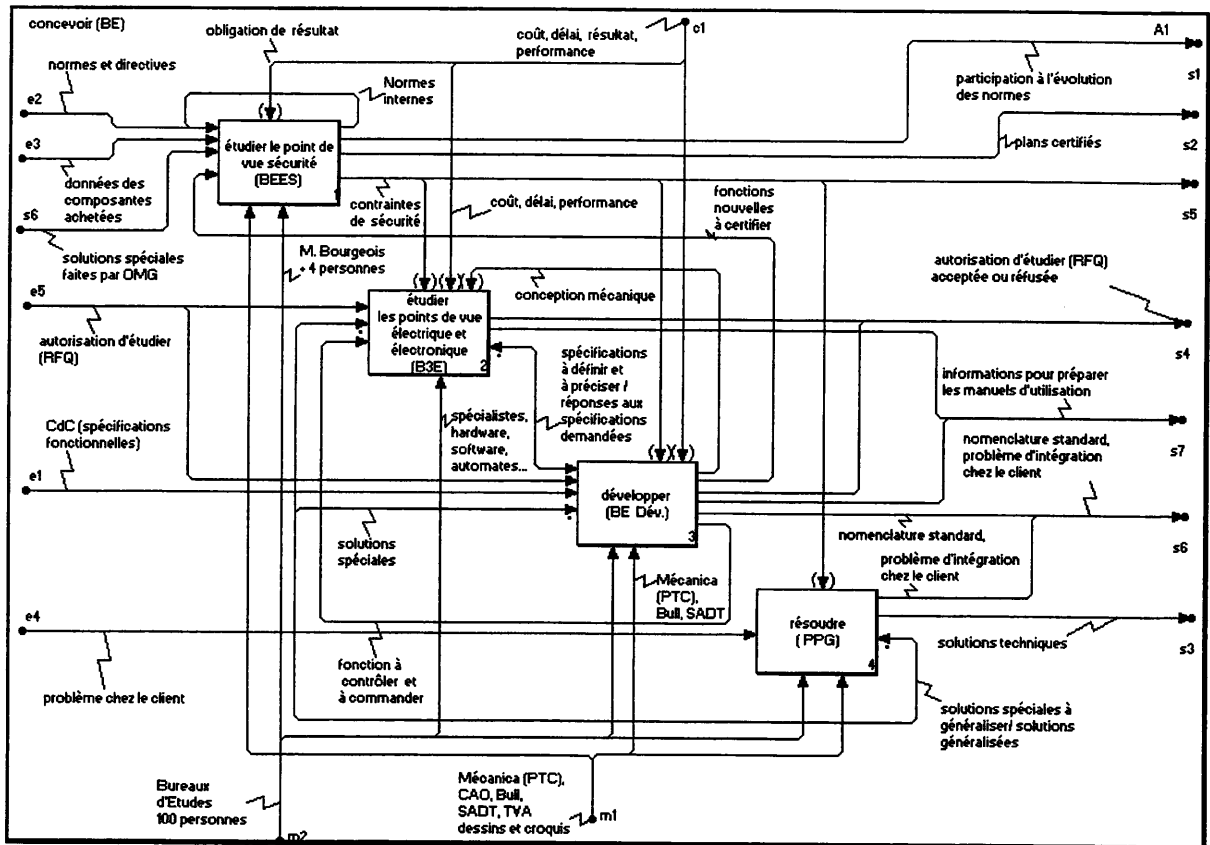 concevoir (BE)
obligation de résultat
coût, délai, résultat,
performance
c1
A1
s1
normes et directives
Normes
internes
participation à l'évolution
des normes
e2
e3
étudier le point de
vue sécurité
(BEES)
1
plans certifiés
s2
données des
composantes
achetées
contraintes
de sécurité
coût, délai, performance
fonctions
nouvelles
à certifier
s5
s6
solutions spéciales
faites par OMG
M. Bourgeois
+ 4 personnes
autorisation d'étudier (RFQ)
acceptée ou réfusée
e5
étudier
les points de vue
électrique et
électronique
(B3E)
2
conception mécanique
autorisation d'étudier
(RFQ)
s4
spécifications
à définir et
à préciser /
réponses aux
spécifications
demandées
informations pour préparer
les manuels d'utilisation
CdC (spécifications
fonctionnelles)
spécialistes,
hardware,
software,
automates...
s7
nomenclature standard,
problème d'intégration
chez le client
e1
développer
(BE Dév.)
3
solutions
spéciales
nomenclature standard,
problème d'intégration
chez le client
s6
Mécanica
(PTC),
Bull, SADT
e4
résoudre
(PPG)
4
solutions techniques
s3
problème chez le client
fonction à
contrôler et
à commander
solutions spéciales à
généraliser/ solutions
généralisées
Bureaux
d'Etudes
100 personnes
m2
Mécanica (PTC),
CAO, Bull,
SADT, TVA
dessins et croquis
m1